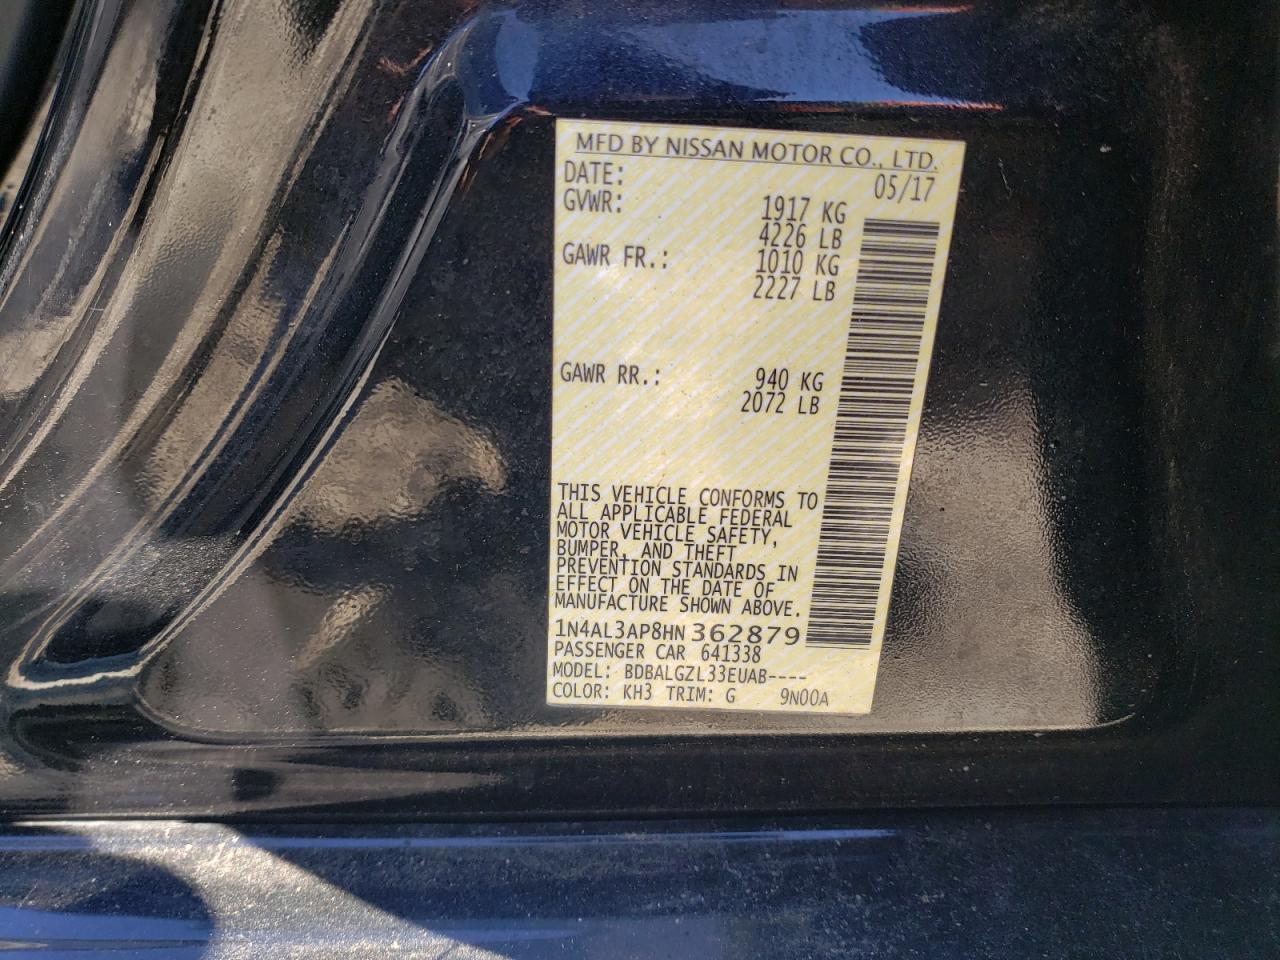 MFD BY NISSAN MOTOR CO., LTD.
DATE: 05/17
GVWR: 1917 KG
4226 LB
GAWR FR.: 1010 KG
2227 LB
GAWR RR.: 940 KG
2072 LB
THIS VEHICLE CONFORMS TO
ALL APPLICABLE FEDERAL
MOTOR VEHICLE SAFETY,
BUMPER, AND THEFT
PREVENTION STANDARDS IN
EFFECT ON THE DATE OF
MANUFACTURE SHOWN ABOVE.
1N4AL3AP8HN362879
PASSENGER CAR 641338
MODEL: BDBALGZL33EUAB----
COLOR: KH3 TRIM: G 9N00A